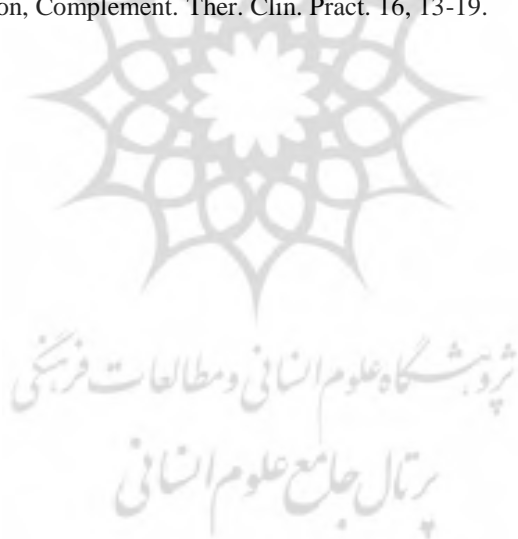 on, Complement. Ther. Clin. Pract. 16, 13-19.
پژوهشگاه علوم انسانی و مطالعات فرهنگی
پرتال جامع علوم انسانی